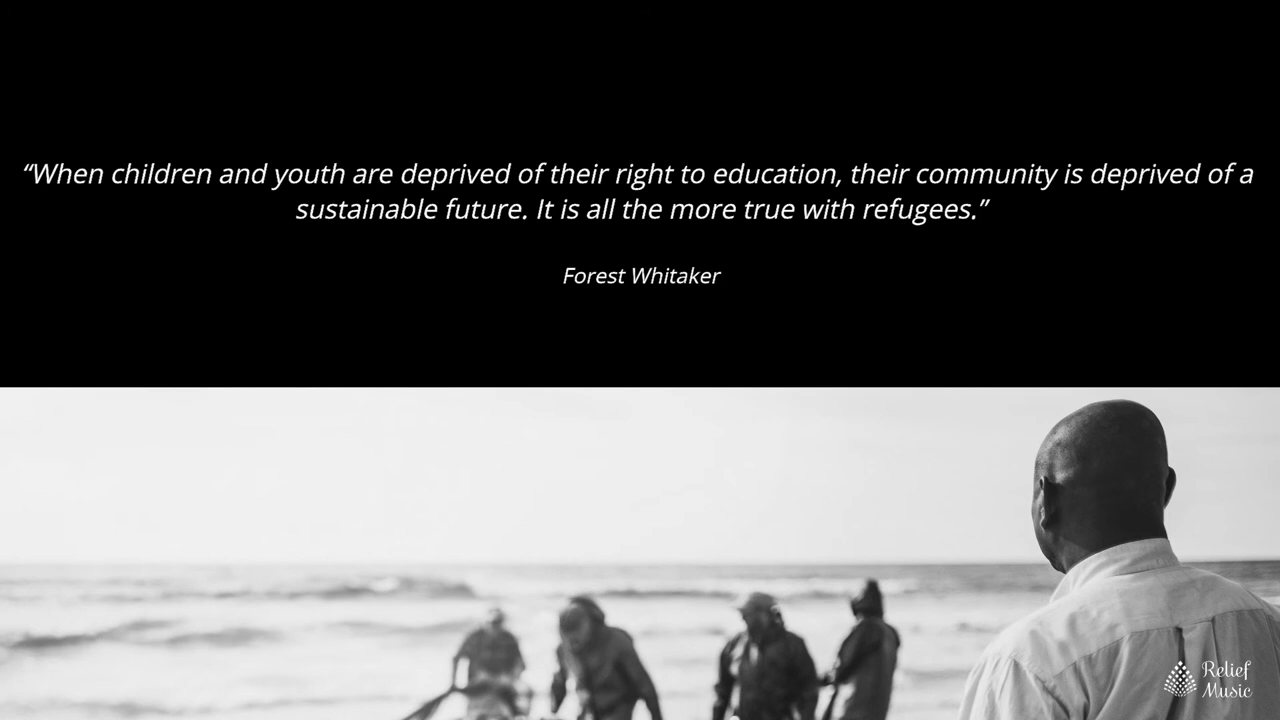 “When children and youth are deprived of their right to education, their community is deprived of a
sustainable future. It is all the more true with refugees.”
Forest Whitaker
Relief
Music